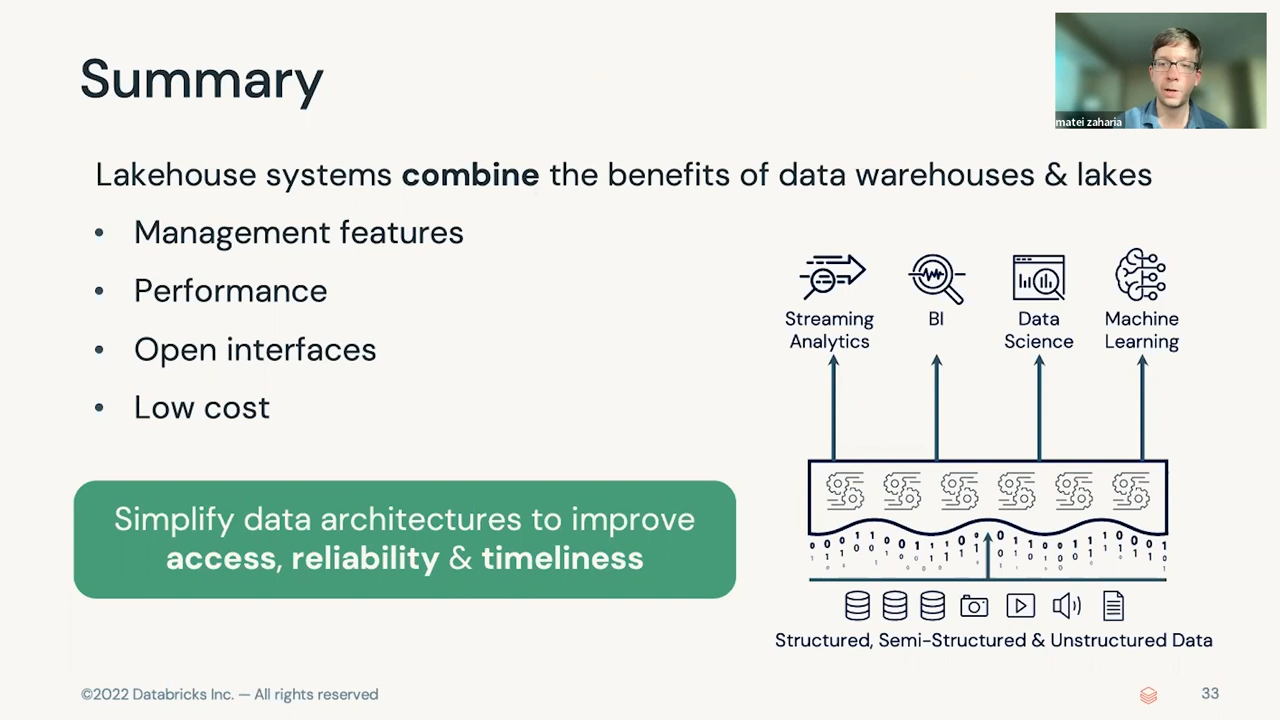 Summary
matei zaharia
Lakehouse systems combine the benefits of data warehouses & lakes
• Management features
• Performance
• Open interfaces
• Low cost
Simplify data architectures to improve
access, reliability & timeliness
Streaming
Analytics
BI
Data
Science
Machine
Learning
Structured, Semi-Structured & Unstructured Data
©2022 Databricks Inc. — All rights reserved
33